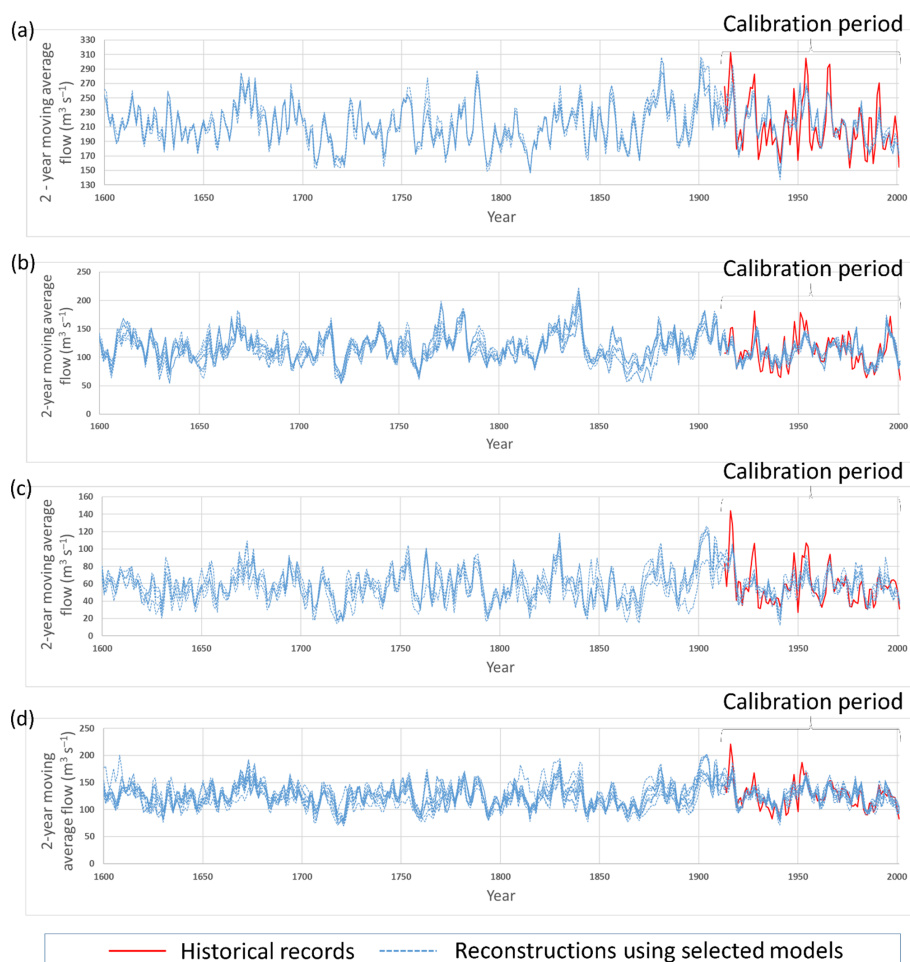 (a)
Calibration period
2 - year moving average
flow (m³ s⁻¹)
330
310
290
270
250
230
210
190
170
150
130
1600 1650 1700 1750 1800 1850 1900 1950 2000
Year
(b)
Calibration period
2-year moving average
flow (m³ s⁻¹)
250
200
150
100
50
0
1600 1650 1700 1750 1800 1850 1900 1950 2000
Year
(c)
Calibration period
2-year moving average
flow (m³ s⁻¹)
160
140
120
100
80
60
40
20
0
1600 1650 1700 1750 1800 1850 1900 1950 2000
Year
(d)
Calibration period
2-year moving
average flow (m³ s⁻¹)
250
200
150
100
50
0
1600 1650 1700 1750 1800 1850 1900 1950 2000
Year
Historical records Reconstructions using selected models